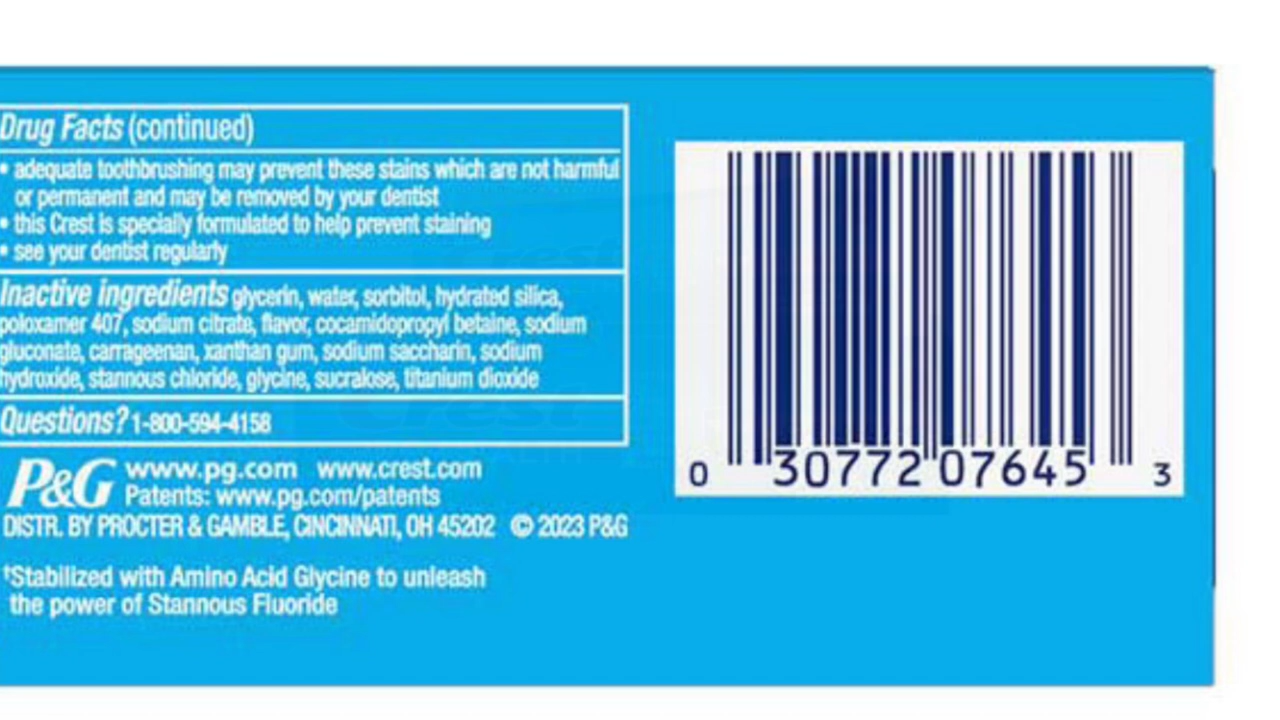 Drug Facts (continued)
• adequate toothbrushing may prevent these stains which are not harmful
or permanent and may be removed by your dentist
• this Crest is specially formulated to help prevent staining
• see your dentist regularly
Inactive ingredients glycerin, water, sorbitol, hydrated silica,
poloxamer 407, sodium citrate, flavor, cocamidopropyl betaine, sodium
gluconate, carrageenan, xanthan gum, sodium saccharin, sodium
hydroxide, stannous chloride, glycine, sucralose, titanium dioxide
Questions? 1-800-594-4158
P&G www.pg.com www.crest.com
Patents: www.pg.com/patents
DISTR. BY PROCTER & GAMBLE, CINCINNATI, OH 45202 © 2023 P&G
†Stabilized with Amino Acid Glycine to unleash
the power of Stannous Fluoride
0 30772 07645 3
Crest
Crest